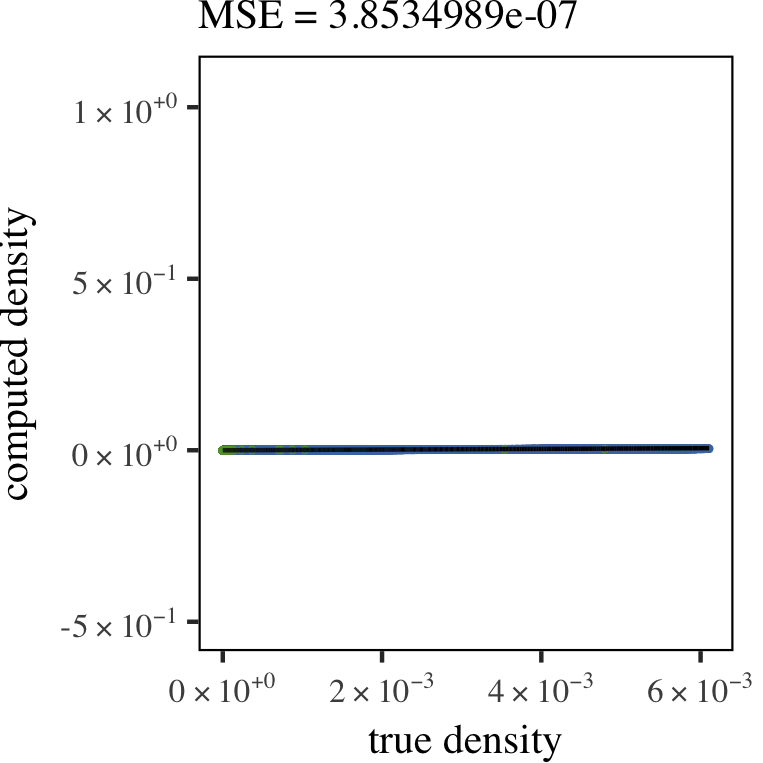 MSE = 3.8534989e-07
computed density
1 × 10⁺⁰
5 × 10⁻¹
0 × 10⁺⁰
-5 × 10⁻¹
0 × 10⁺⁰ 2 × 10⁻³ 4 × 10⁻³ 6 × 10⁻³
true density